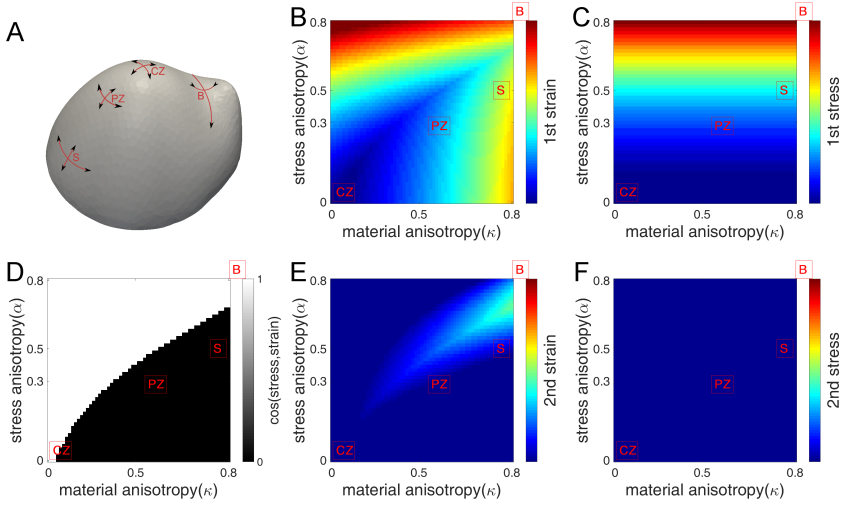 A
CZ
PZ
B
S
B
B
0.8
0.5
0.3
0
stress anisotropy(α)
S
PZ
CZ
0
0.5
0.8
material anisotropy(κ)
1st strain
C
B
0.8
0.5
0.3
0
stress anisotropy(α)
S
PZ
CZ
0
0.5
0.8
material anisotropy(κ)
1st stress
D
B
0.8
0.5
0.3
0
stress anisotropy(α)
S
PZ
CZ
0
0.5
0.8
material anisotropy(κ)
1
0
cos(stress,strain)
E
B
0.8
0.5
0.3
0
stress anisotropy(α)
S
PZ
CZ
0
0.5
0.8
material anisotropy(κ)
2nd strain
F
B
0.8
0.5
0.3
0
stress anisotropy(α)
S
PZ
CZ
0
0.5
0.8
material anisotropy(κ)
2nd stress